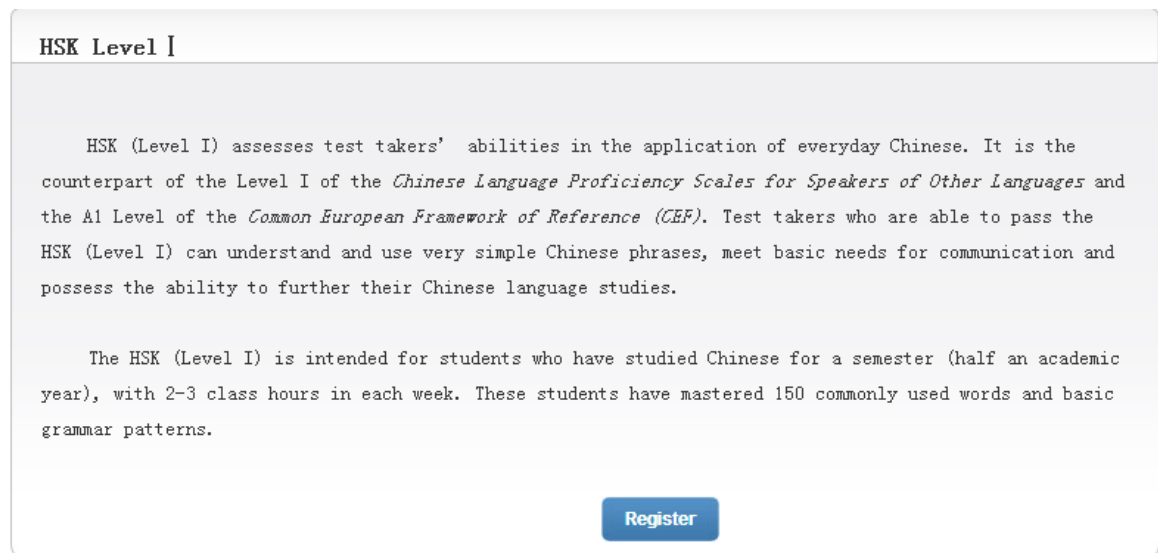 HSK Level Ⅰ
HSK (Level I) assesses test takers’ abilities in the application of everyday Chinese. It is the
counterpart of the Level I of the Chinese Language Proficiency Scales for Speakers of Other Languages and
the A1 Level of the Common European Framework of Reference (CEF). Test takers who are able to pass the
HSK (Level I) can understand and use very simple Chinese phrases, meet basic needs for communication and
possess the ability to further their Chinese language studies.
The HSK (Level I) is intended for students who have studied Chinese for a semester (half an academic
year), with 2-3 class hours in each week. These students have mastered 150 commonly used words and basic
grammar patterns.
Register